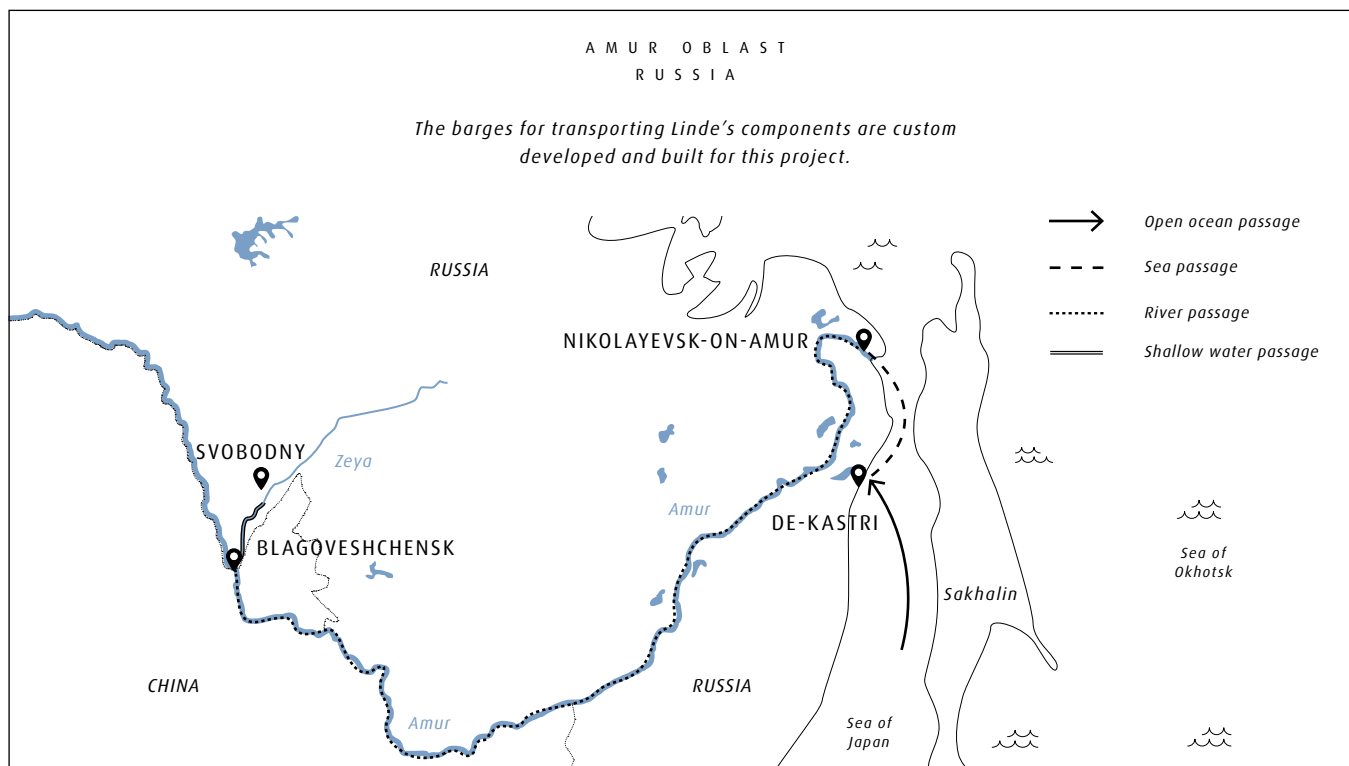 AMUR OBLAST
RUSSIA
The barges for transporting Linde's components are custom
developed and built for this project.
Open ocean passage
Sea passage
River passage
Shallow water passage
RUSSIA
NIKOLAYEVSK-ON-AMUR
SVOBODNY
Zeya
Amur
DE-KASTRI
BLAGOVESHCHENSK
Sea of
Okhotsk
Sakhalin
CHINA
RUSSIA
Amur
Sea of
Japan